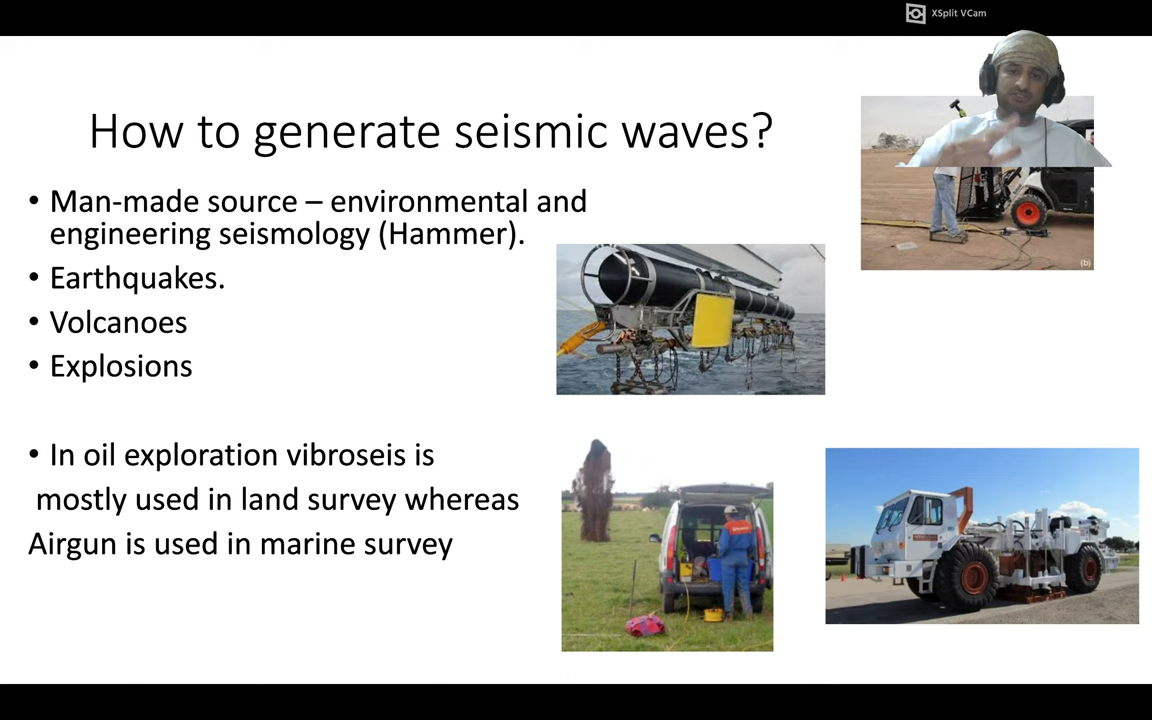 XSplit VCam
How to generate seismic waves?
• Man-made source – environmental and
engineering seismology (Hammer).
• Earthquakes.
• Volcanoes
• Explosions
• In oil exploration vibroseis is
mostly used in land survey whereas
Airgun is used in marine survey
(b)